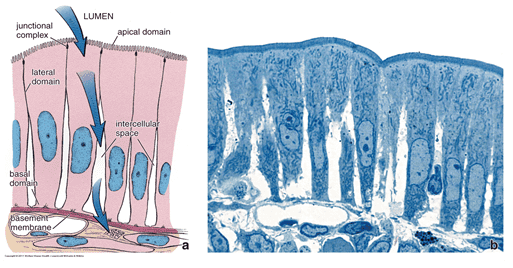 LUMEN
junctional
complex
apical domain
lateral
domain
intercellular
space
basal
domain
basement
membrane
a
b